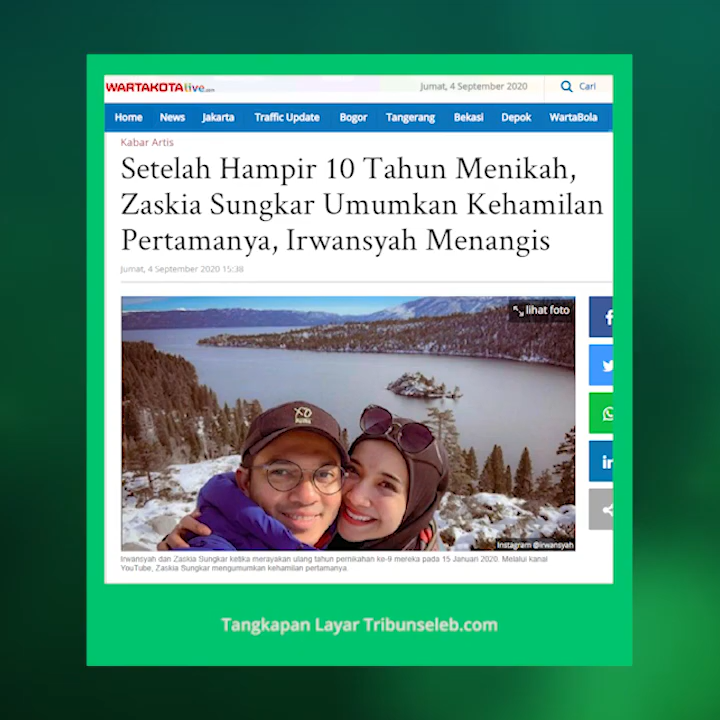 WARTAKOTAlive.com
Jumat, 4 September 2020
Cari
Home News Jakarta Traffic Update Bogor Tangerang Bekasi Depok WartaBola
Kabar Artis
Setelah Hampir 10 Tahun Menikah,
Zaskia Sungkar Umumkan Kehamilan
Pertamanya, Irwansyah Menangis
Jumat, 4 September 2020 15:38
lihat foto
XO
Instagram @irwansyah
Irwansyah dan Zaskia Sungkar ketika merayakan ulang tahun pernikahan ke-9 mereka pada 15 Januari 2020. Melalui kanal
YouTube, Zaskia Sungkar mengumumkan kehamilan pertamanya.
Tangkapan Layar Tribunseleb.com